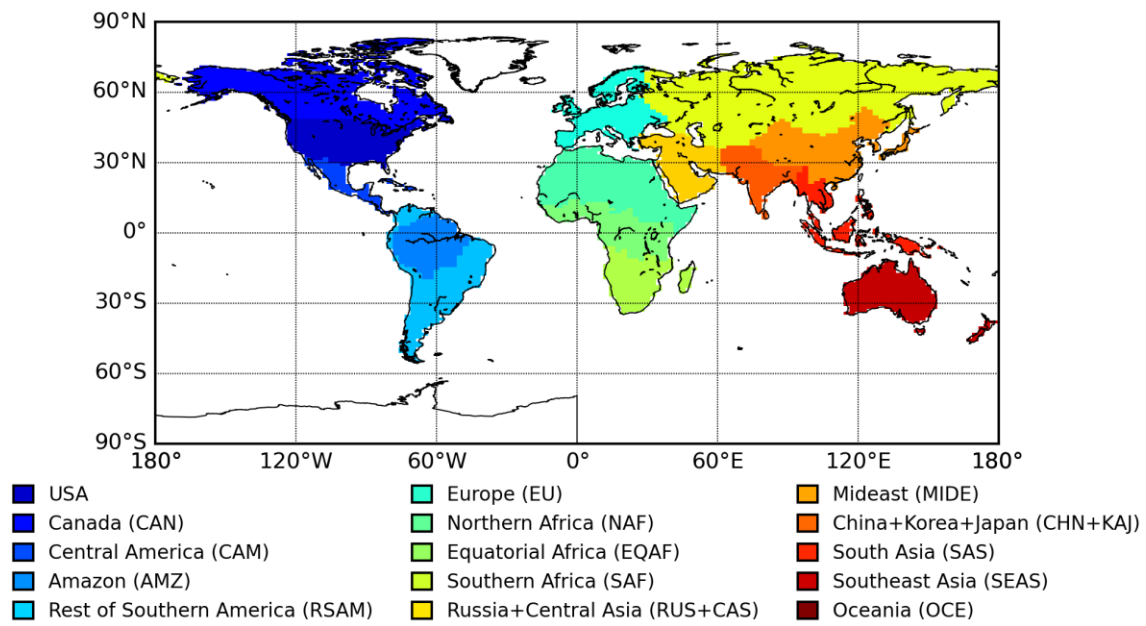 90°N
60°N
30°N
0°
30°S
60°S
90°S
180° 120°W 60°W 0° 60°E 120°E 180°
USA
Canada (CAN)
Central America (CAM)
Amazon (AMZ)
Rest of Southern America (RSAM)
Europe (EU)
Northern Africa (NAF)
Equatorial Africa (EQAF)
Southern Africa (SAF)
Russia+Central Asia (RUS+CAS)
Mideast (MIDE)
China+Korea+Japan (CHN+KAJ)
South Asia (SAS)
Southeast Asia (SEAS)
Oceania (OCE)